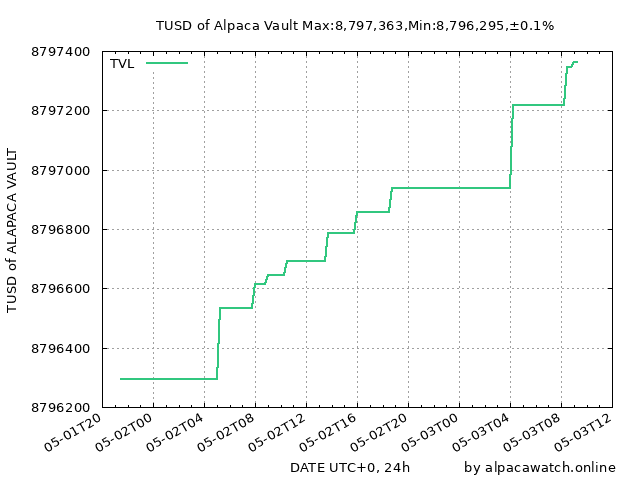 TUSD of Alpaca Vault Max:8,797,363,Min:8,796,295,±0.1%
8797400
TVL
8797200
8797000
8796800
8796600
8796400
8796200
TUSD of ALAPACA VAULT
05-01T20
05-02T00
05-02T04
05-02T08
05-02T12
05-02T16
05-02T20
05-03T00
05-03T04
05-03T08
05-03T12
DATE UTC+0, 24h
by alpacawatch.online